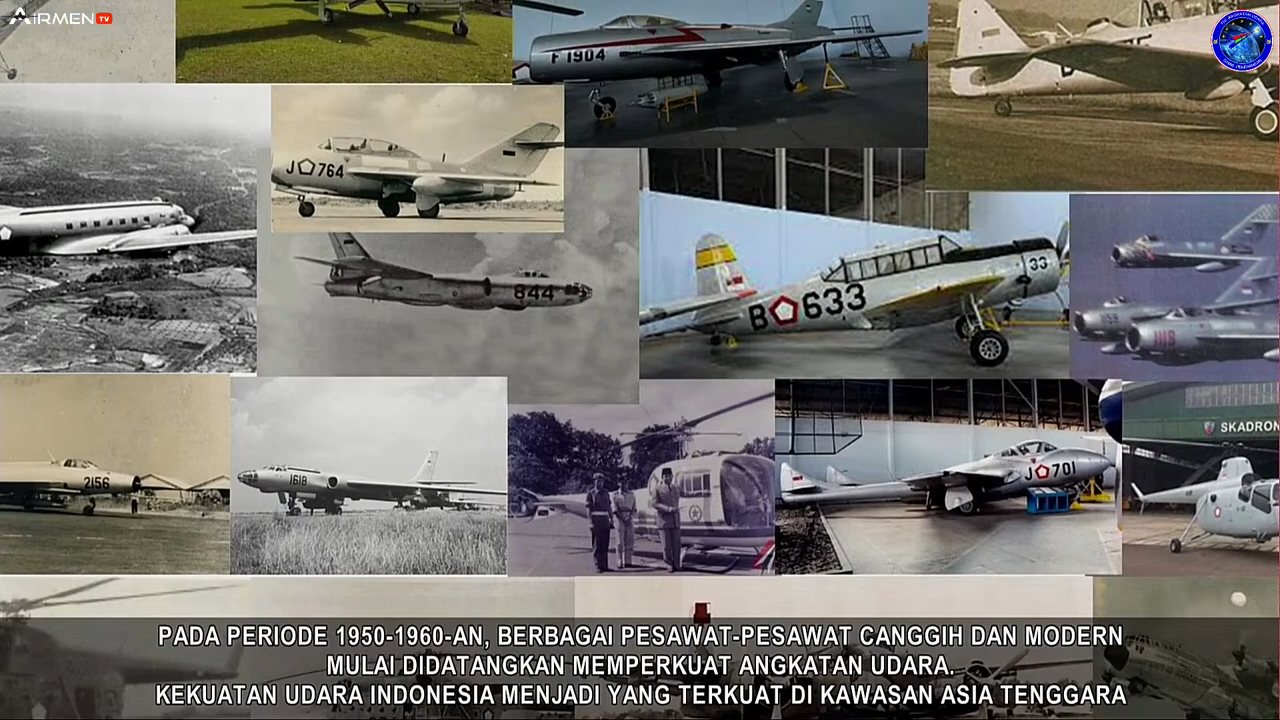 AIRMEN TV
F 1904
J 764
844
B 633
33
1118
2156
1618
J 701
SKADRON
PADA PERIODE 1950-1960-AN, BERBAGAI PESAWAT-PESAWAT CANGGIH DAN MODERN
MULAI DIDATANGKAN MEMPERKUAT ANGKATAN UDARA.
KEKUATAN UDARA INDONESIA MENJADI YANG TERKUAT DI KAWASAN ASIA TENGGARA